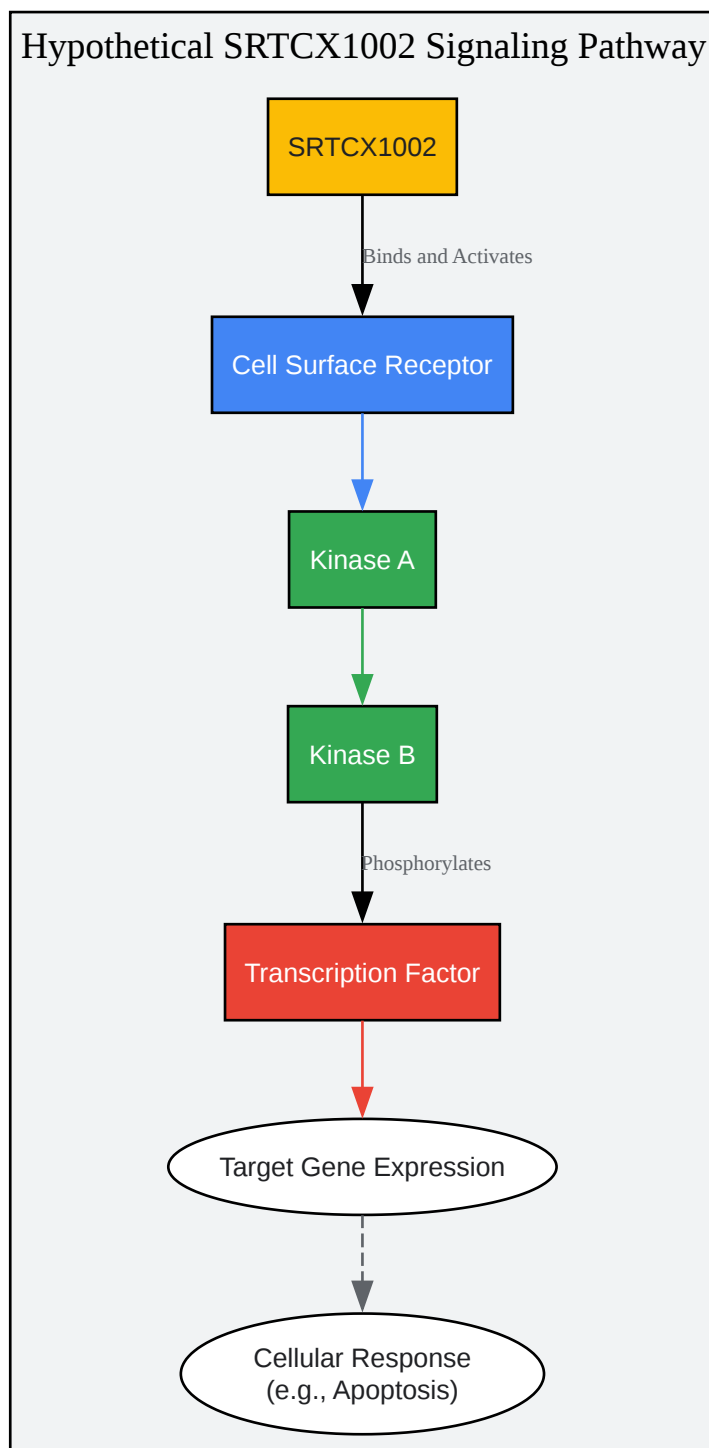 Hypothetical SRTCX1002 Signaling Pathway
SRTCX1002
Binds and Activates
Cell Surface Receptor
Kinase A
Kinase B
Phosphorylates
Transcription Factor
Target Gene Expression
Cellular Response
(e.g., Apoptosis)